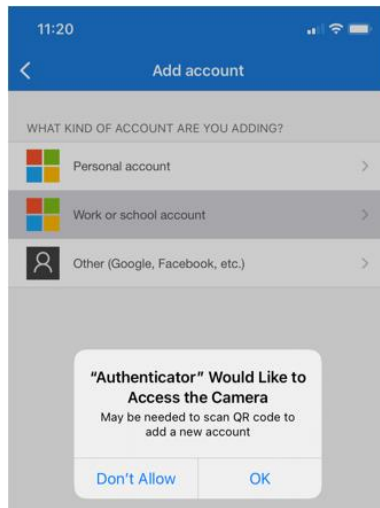 11:20
Add account
WHAT KIND OF ACCOUNT ARE YOU ADDING?
Personal account
Work or school account
Other (Google, Facebook, etc.)
“Authenticator” Would Like to
Access the Camera
May be needed to scan QR code to
add a new account
Don't Allow
OK